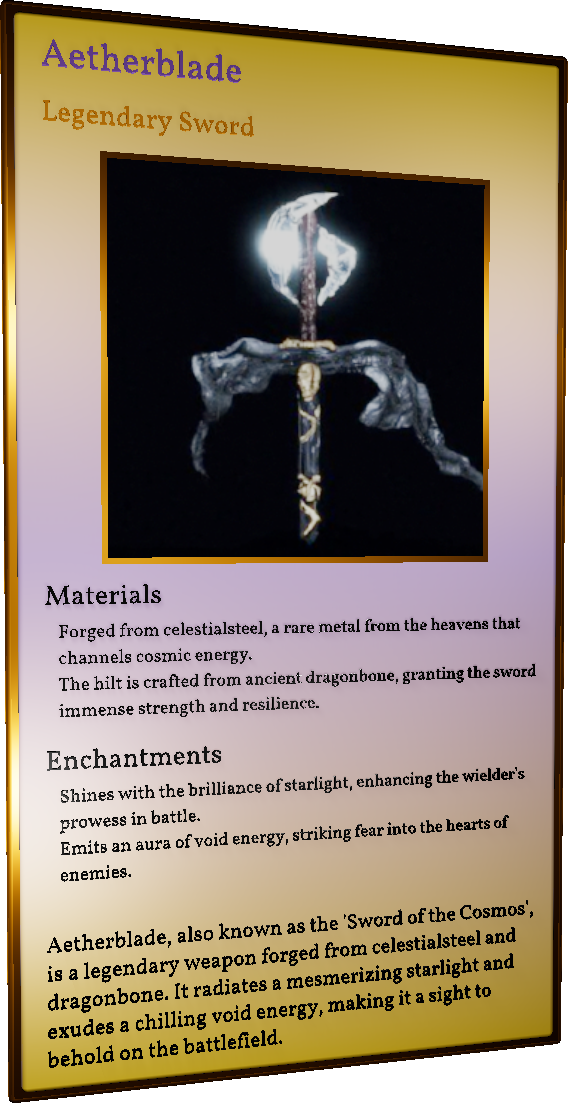 Aetherblade
Legendary Sword
Materials
Forged from celestialsteel, a rare metal from the heavens that
channels cosmic energy.
The hilt is crafted from ancient dragonbone, granting the sword
immense strength and resilience.
Enchantments
Shines with the brilliance of starlight, enhancing the wielder's
prowess in battle.
Emits an aura of void energy, striking fear into the hearts of
enemies.
Aetherblade, also known as the 'Sword of the Cosmos',
is a legendary weapon forged from celestialsteel and
dragonbone. It radiates a mesmerizing starlight and
exudes a chilling void energy, making it a sight to
behold on the battlefield.